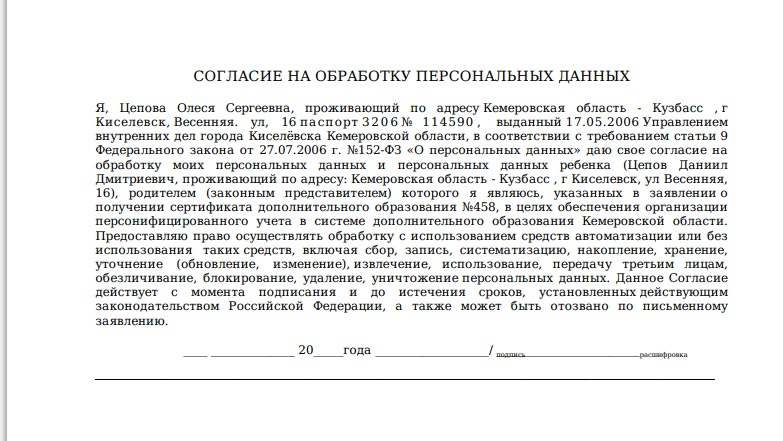 СОГЛАСИЕ НА ОБРАБОТКУ ПЕРСОНАЛЬНЫХ ДАННЫХ
Я, Цепова Олеся Сергеевна, проживающий по адресу Кемеровская область - Кузбасс , г
Киселевск, Весенняя. ул, 16 паспорт 3206№ 114590, выданный 17.05.2006 Управлением
внутренних дел города Киселёвска Кемеровской области, в соответствии с требованием статьи 9
Федерального закона от 27.07.2006 г. №152-ФЗ «О персональных данных» даю свое согласие на
обработку моих персональных данных и персональных данных ребенка (Цепов Даниил
Дмитриевич, проживающий по адресу: Кемеровская область - Кузбасс , г Киселевск, ул Весенняя,
16), родителем (законным представителем) которого я являюсь, указанных в заявлении о
получении сертификата дополнительного образования №458, в целях обеспечения организации
персонифицированного учета в системе дополнительного образования Кемеровской области.
Предоставляю право осуществлять обработку с использованием средств автоматизации или без
использования таких средств, включая сбор, запись, систематизацию, накопление, хранение,
уточнение (обновление, изменение), извлечение, использование, передачу третьим лицам,
обезличивание, блокирование, удаление, уничтожение персональных данных. Данное Согласие
действует с момента подписания и до истечения сроков, установленных действующим
законодательством Российской Федерации, а также может быть отозвано по письменному
заявлению.
____ ______________ 20_____года ___________________/ подпись___________________расшифровка